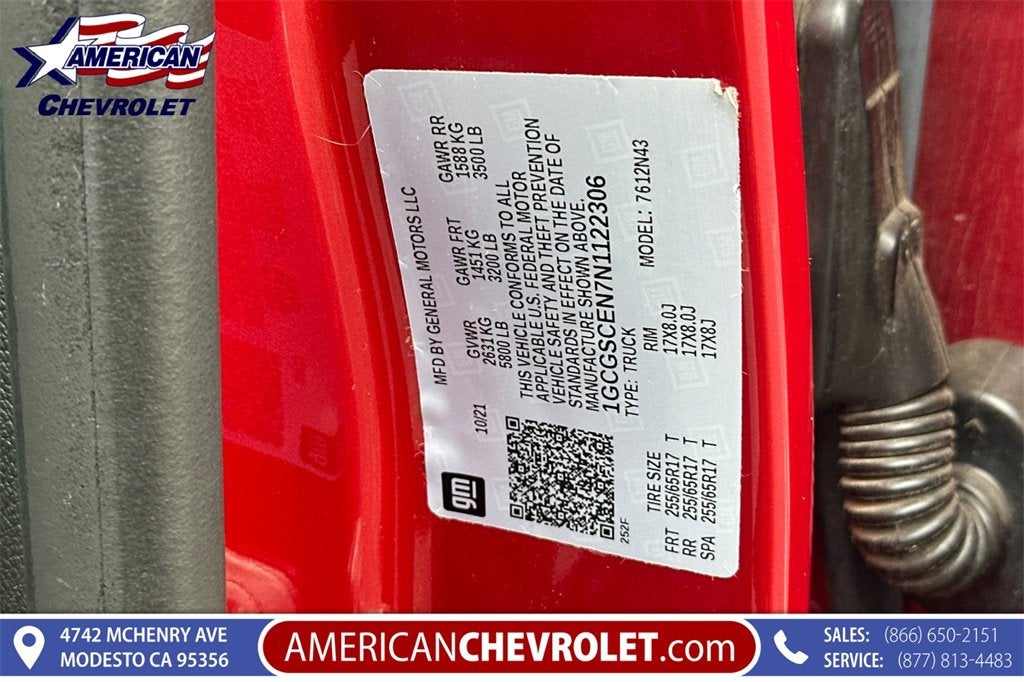 AMERICAN
CHEVROLET
MFD BY GENERAL MOTORS LLC
10/21
GVWR GAWR FRT GAWR RR
2631 KG 1451 KG 1588 KG
5800 LB 3200 LB 3500 LB
THIS VEHICLE CONFORMS TO ALL
APPLICABLE U.S. FEDERAL MOTOR
VEHICLE SAFETY AND THEFT PREVENTION
STANDARDS IN EFFECT ON THE DATE OF
MANUFACTURE SHOWN ABOVE.
1GCGSCEN7N1122306
TYPE: TRUCK MODEL: 7612N43
gm
252F
TIRE SIZE RIM
FRT 255/65R17 T 17X8.0J
RR 255/65R17 T 17X8.0J
SPA 255/65R17 T 17X8J
4742 MCHENRY AVE
MODESTO CA 95356
AMERICANCHEVROLET.com
SALES: (866) 650-2151
SERVICE: (877) 813-4483